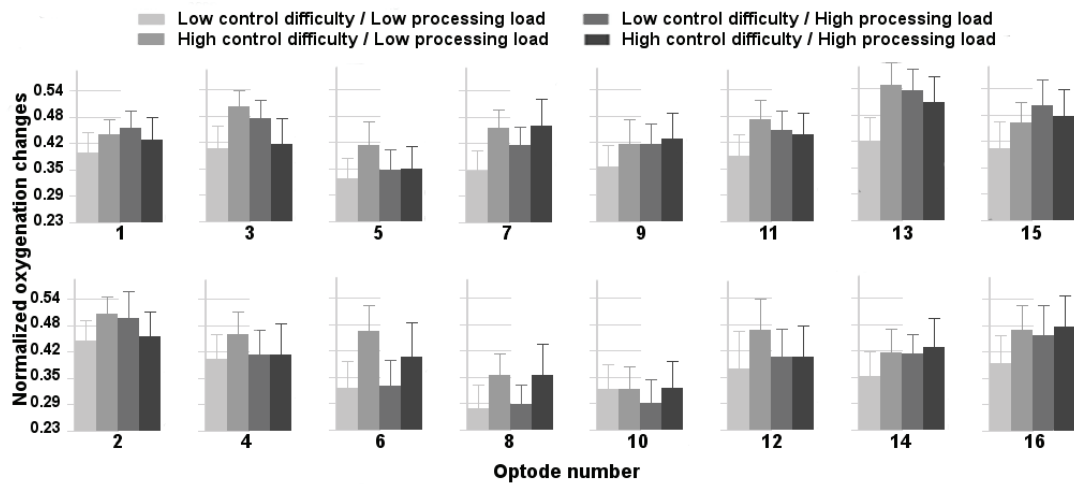 Low control difficulty / Low processing load
Low control difficulty / High processing load
High control difficulty / Low processing load
High control difficulty / High processing load
Normalized oxygenation changes
0.54
0.48
0.42
0.35
0.29
0.23
1 3 5 7 9 11 13 15
0.54
0.48
0.42
0.35
0.29
0.23
2 4 6 8 10 12 14 16
Optode number